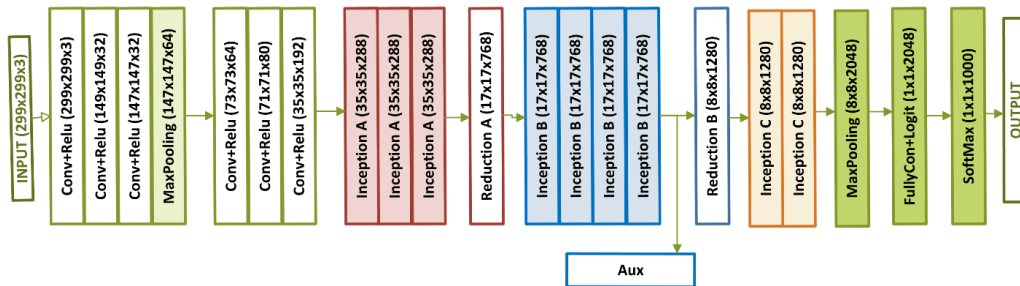 INPUT (299x299x3)
Conv+Relu (299x299x3)
Conv+Relu (149x149x32)
Conv+Relu (147x147x32)
MaxPooling (147x147x64)
Conv+Relu (73x73x64)
Conv+Relu (71x71x80)
Conv+Relu (35x35x192)
Inception A (35x35x288)
Inception A (35x35x288)
Inception A (35x35x288)
Reduction A (17x17x768)
Inception B (17x17x768)
Inception B (17x17x768)
Inception B (17x17x768)
Inception B (17x17x768)
Aux
Reduction B (8x8x1280)
Inception C (8x8x1280)
Inception C (8x8x1280)
MaxPooling (8x8x2048)
FullyCon+Logit (1x1x2048)
SoftMax (1x1x1000)
OUTPUT